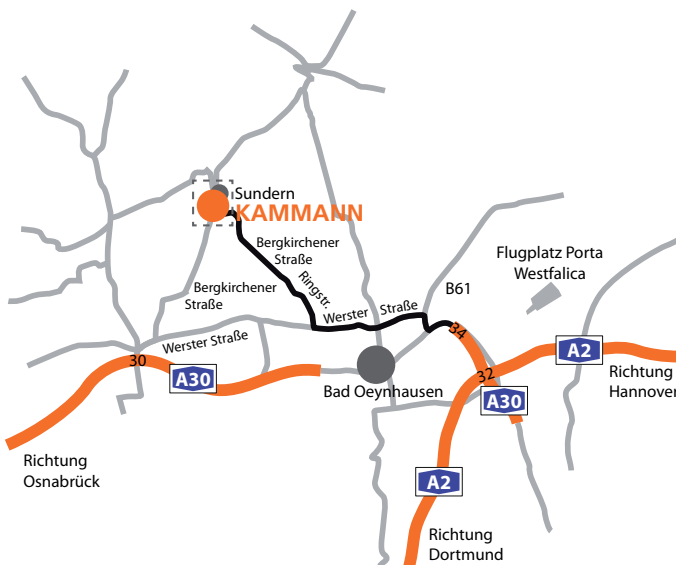 Sundern
KAMMANN
Bergkirchener
Straße
Bergkirchener
Straße
Ringstr.
Werster Straße
Werster Straße
B61
Flugplatz Porta
Westfalica
34
30
A30
32
A2
Richtung
Hannover
A30
Bad Oeynhausen
Richtung
Osnabrück
A2
Richtung
Dortmund